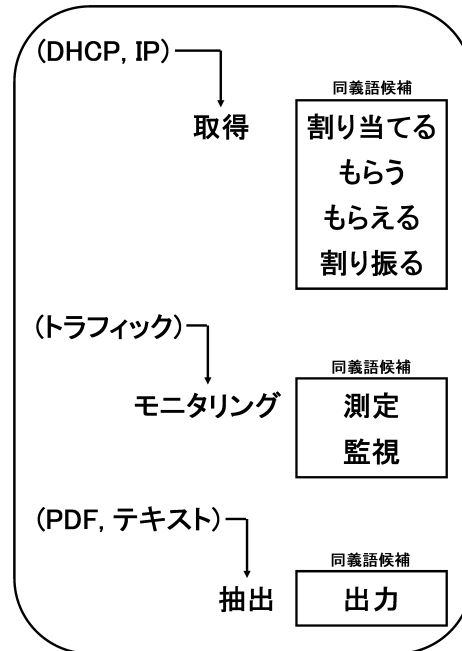 (DHCP, IP)
同義語候補
取得
割り当てる
もらう
もらえる
割り振る
(トラフィック)
同義語候補
モニタリング
測定
監視
(PDF, テキスト)
同義語候補
抽出
出力